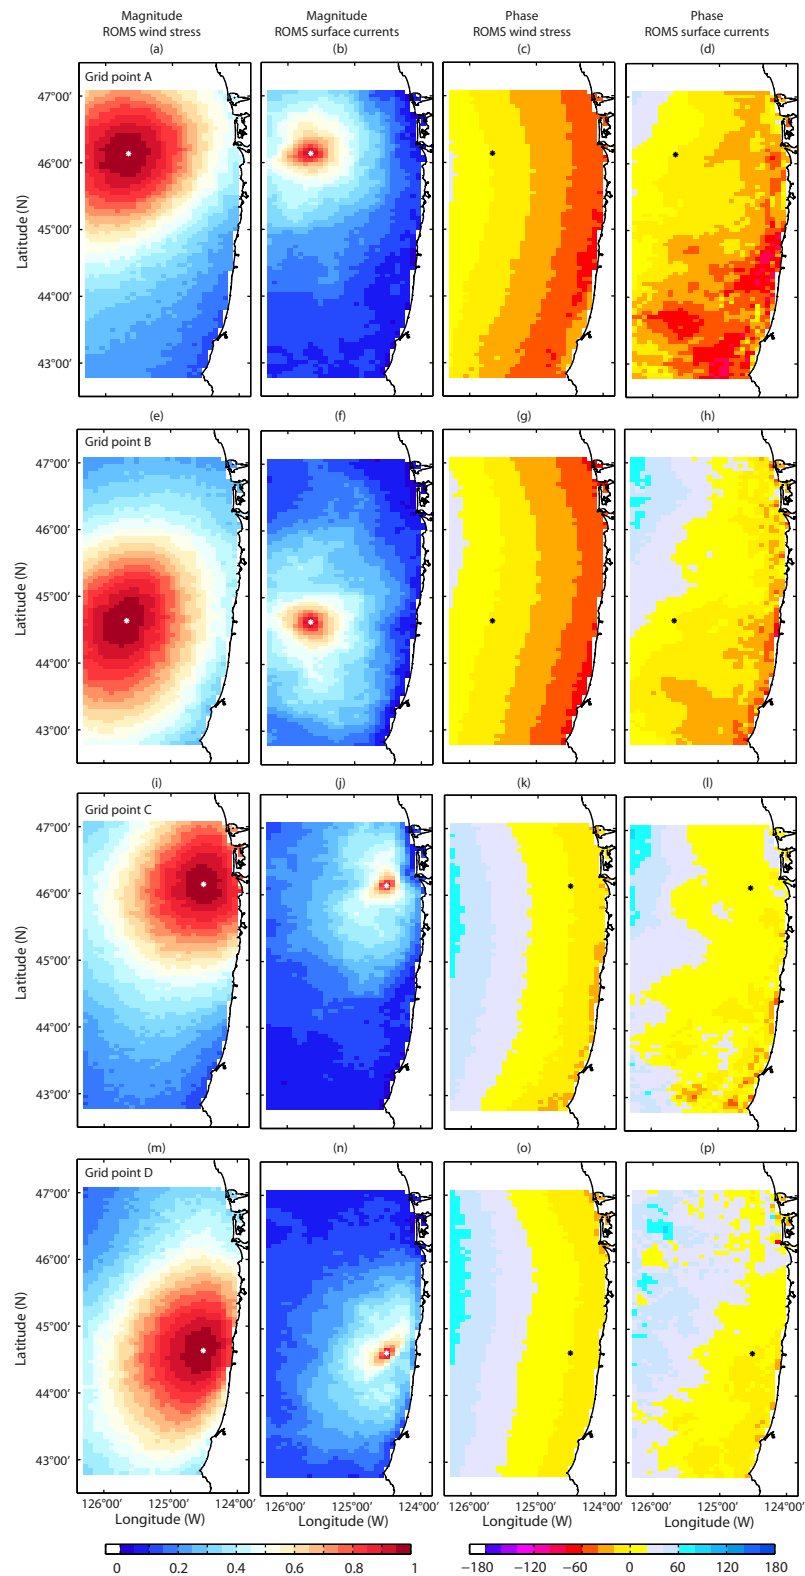 Magnitude Magnitude Phase Phase
ROMS wind stress ROMS surface currents ROMS wind stress ROMS surface currents
(a) (b) (c) (d)
Grid point A
47°00′
46°00′
45°00′
44°00′
43°00′
Latitude (N)
(e) (f) (g) (h)
Grid point B
47°00′
46°00′
45°00′
44°00′
43°00′
Latitude (N)
(i) (j) (k) (l)
Grid point C
47°00′
46°00′
45°00′
44°00′
43°00′
Latitude (N)
(m) (n) (o) (p)
Grid point D
47°00′
46°00′
45°00′
44°00′
43°00′
Latitude (N)
126°00′ 125°00′ 124°00′ 126°00′ 125°00′ 124°00′ 126°00′ 125°00′ 124°00′ 126°00′ 125°00′ 124°00′
Longitude (W) Longitude (W) Longitude (W) Longitude (W)
0 0.2 0.4 0.6 0.8 1 −180 −120 −60 0 60 120 180